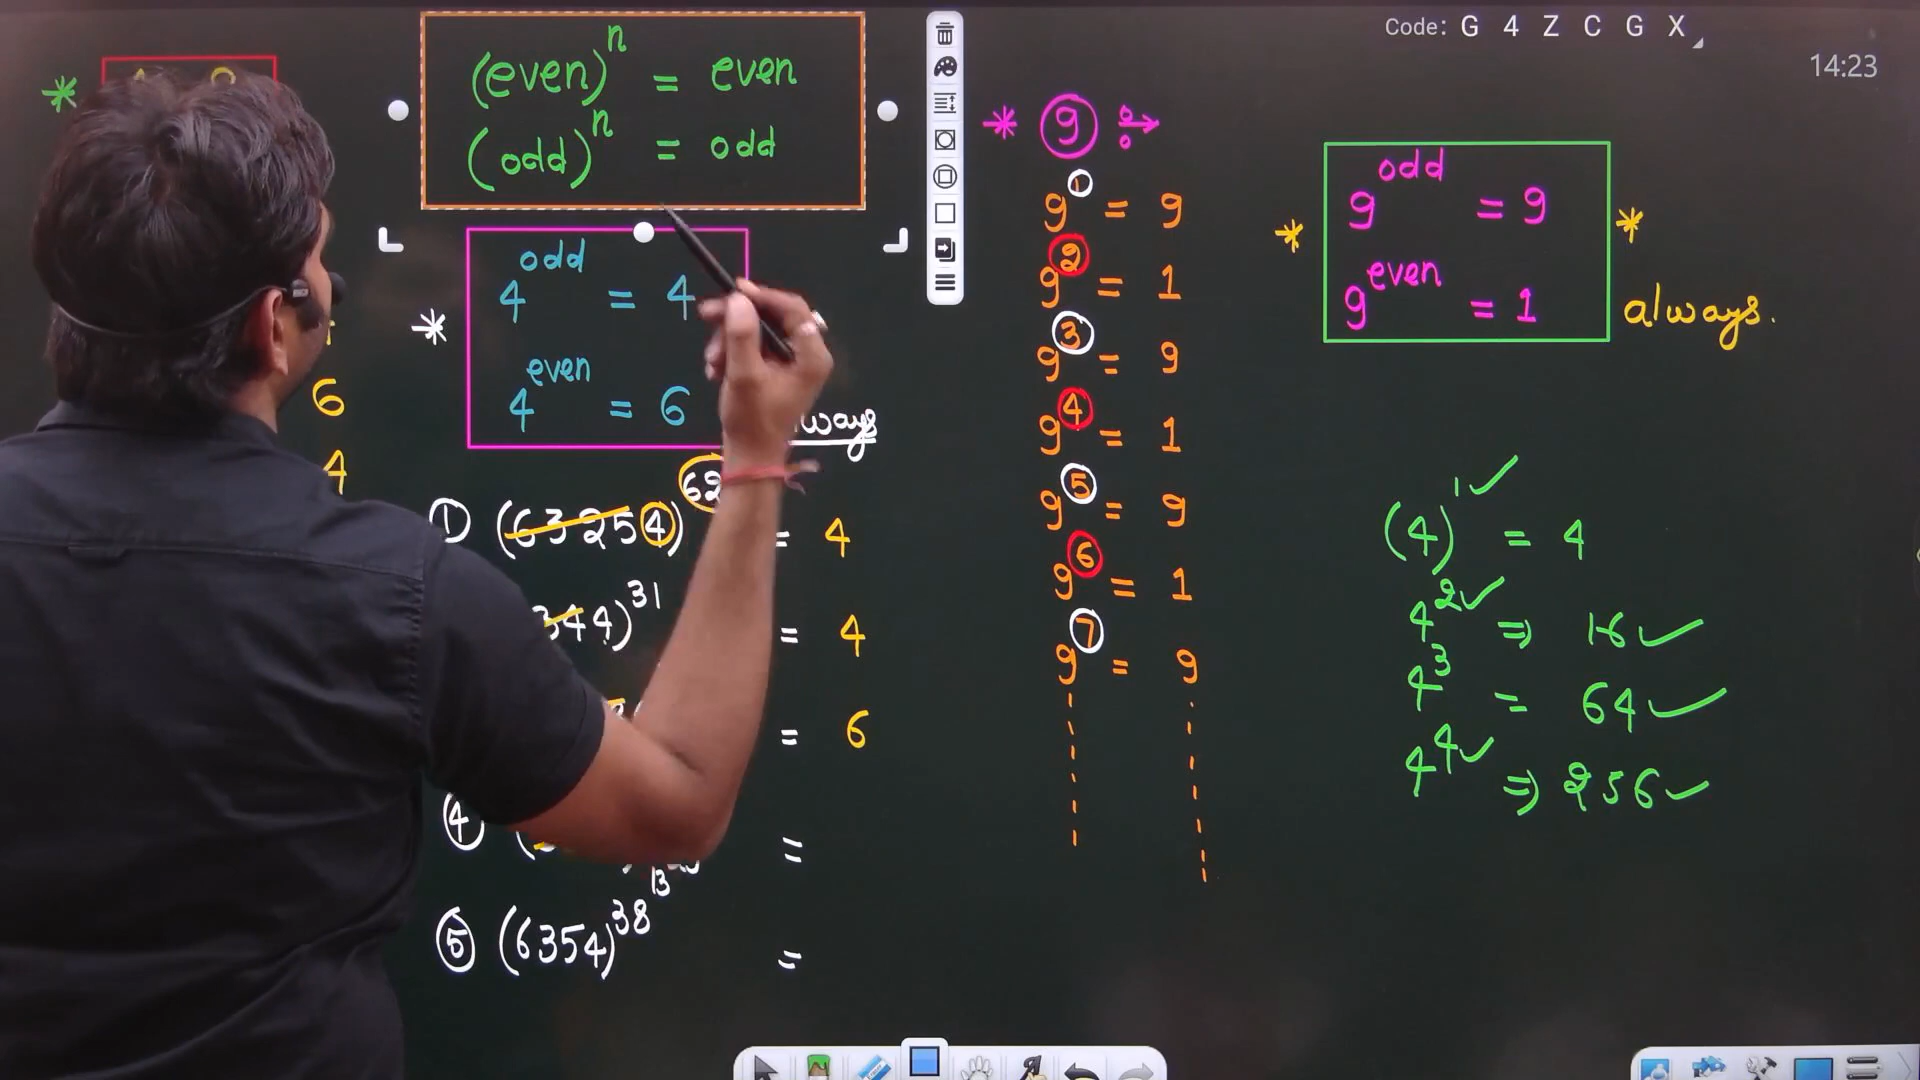 Code: G 4 Z C G X
14:23
(even)^n = even
(odd)^n = odd
4^odd = 4
4^even = 6
6
4
① (63254)^62 = 4
344)^31 = 4
= 6
④ ( =
⑤ (6354)^38^13 =
* 9 :→
9^1 = 9
9^2 = 1
9^3 = 9
9^4 = 1
9^5 = 9
9^6 = 1
9^7 = 9
* 9^odd = 9 *
9^even = 1 always.
(4)^1 ✓ = 4
4^2 ✓ ⇒ 16 ✓
4^3 = 64 ✓
4^4 ✓ ⇒ 256 ✓